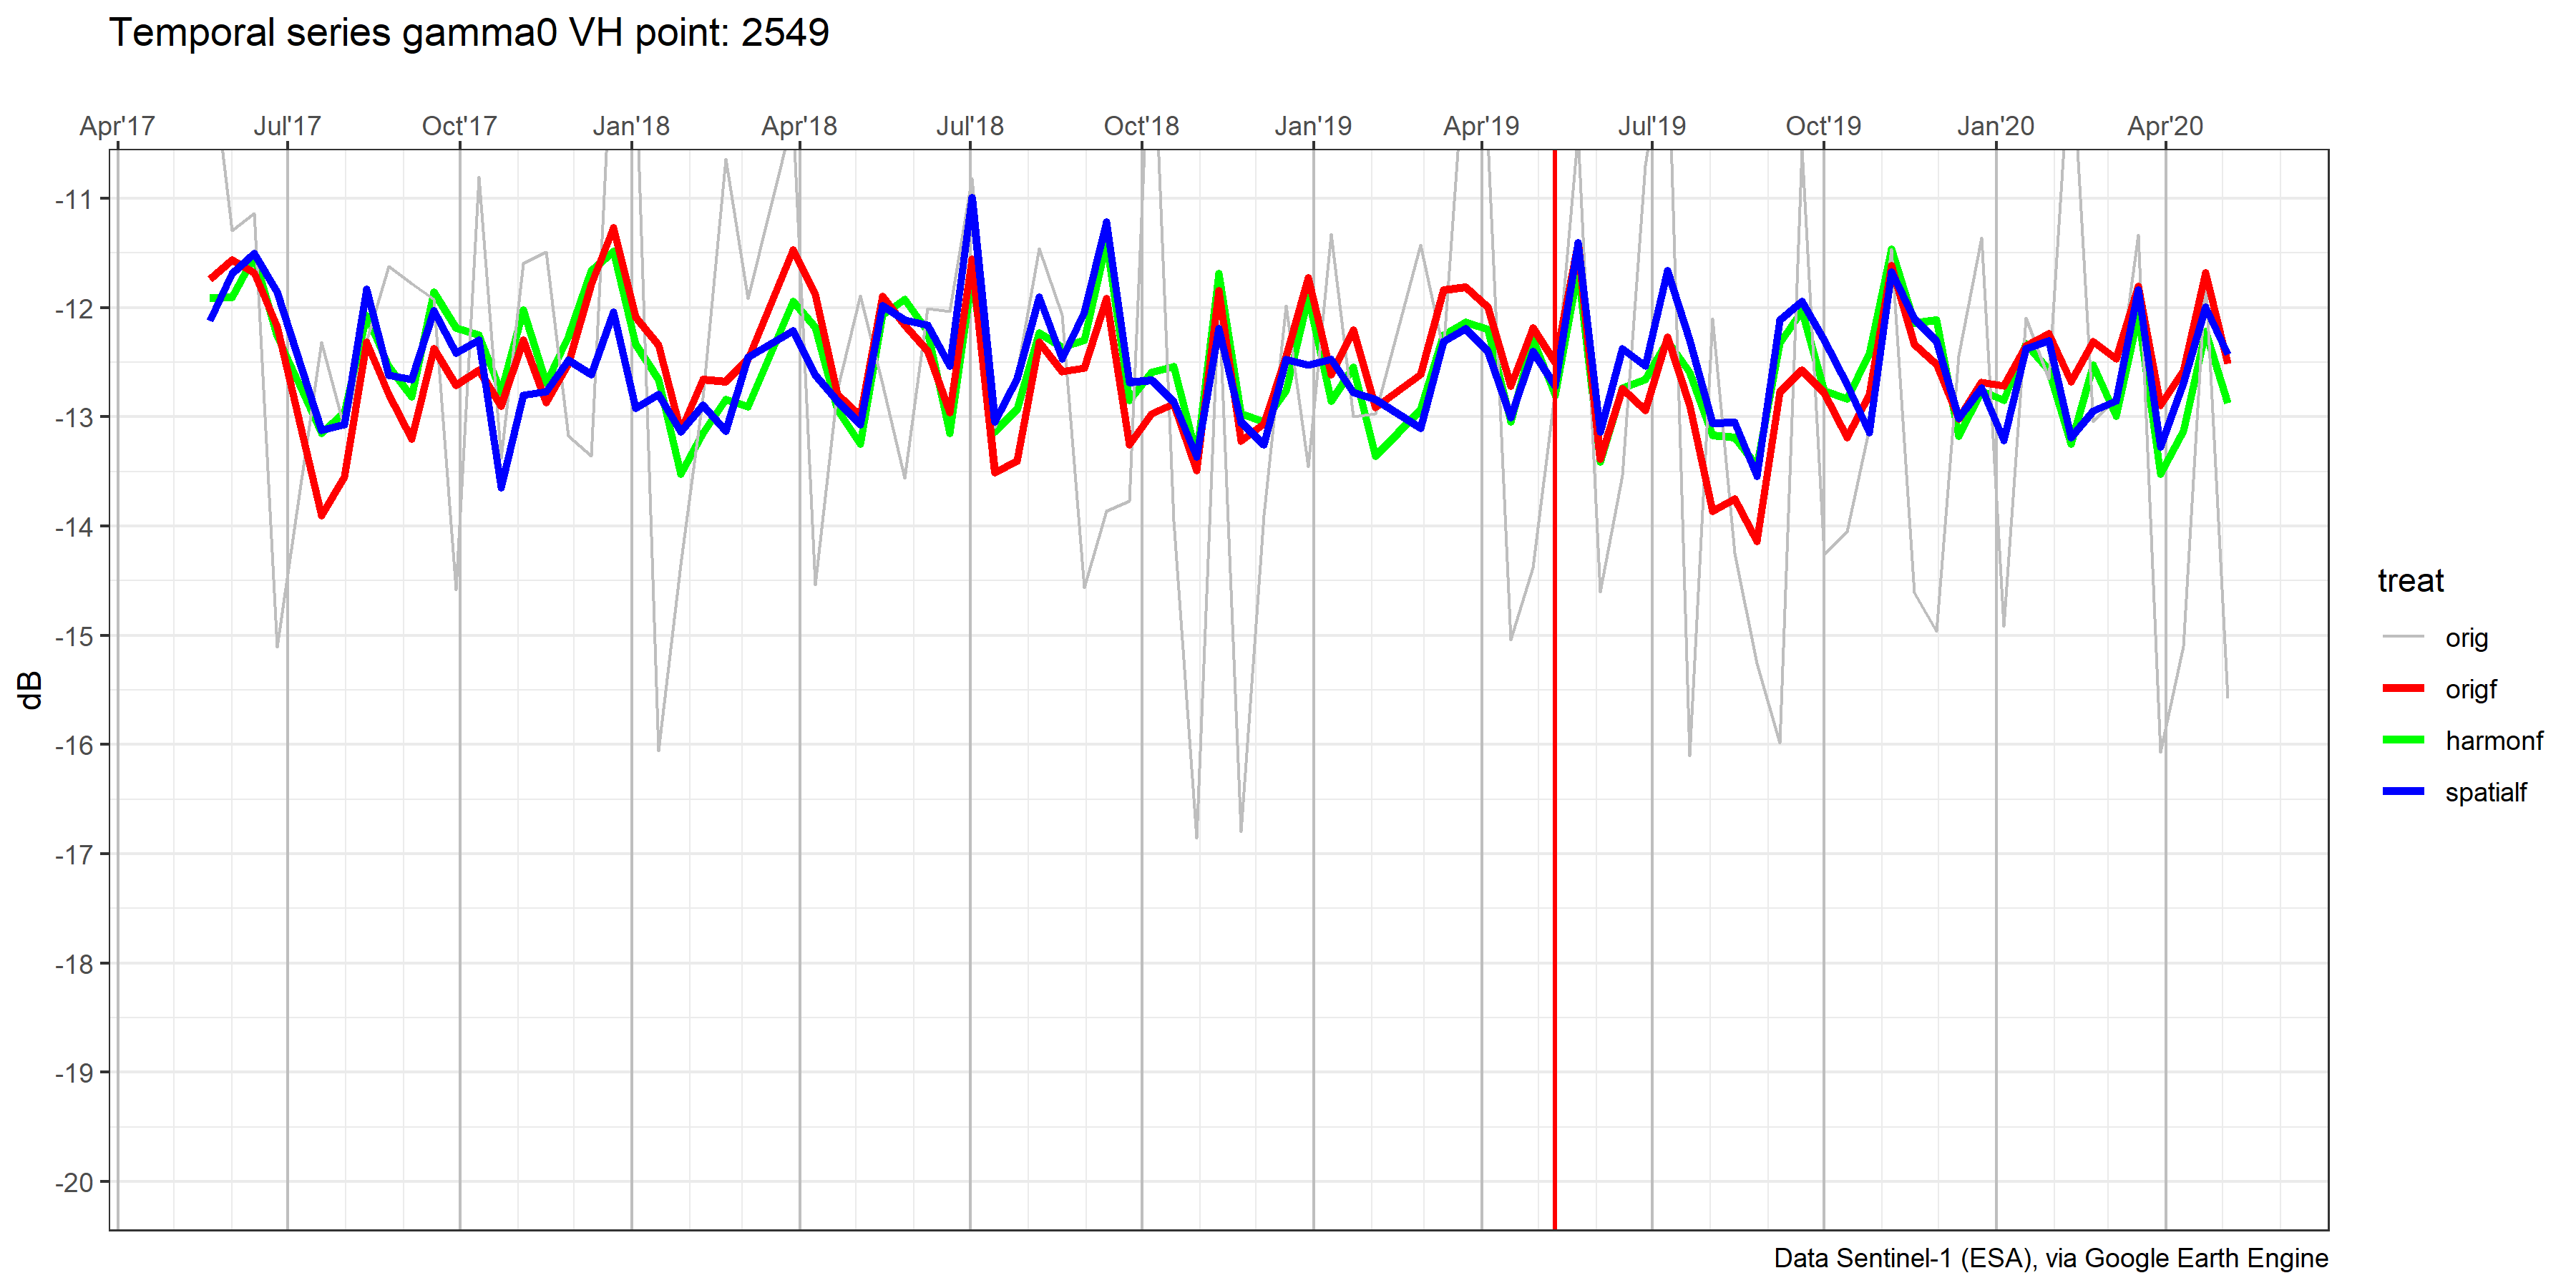 Temporal series gamma0 VH point: 2549
Apr'17 Jul'17 Oct'17 Jan'18 Apr'18 Jul'18 Oct'18 Jan'19 Apr'19 Jul'19 Oct'19 Jan'20 Apr'20
-11
-12
-13
-14
-15
-16
-17
-18
-19
-20
dB
treat
orig
origf
harmonf
spatialf
Data Sentinel-1 (ESA), via Google Earth Engine